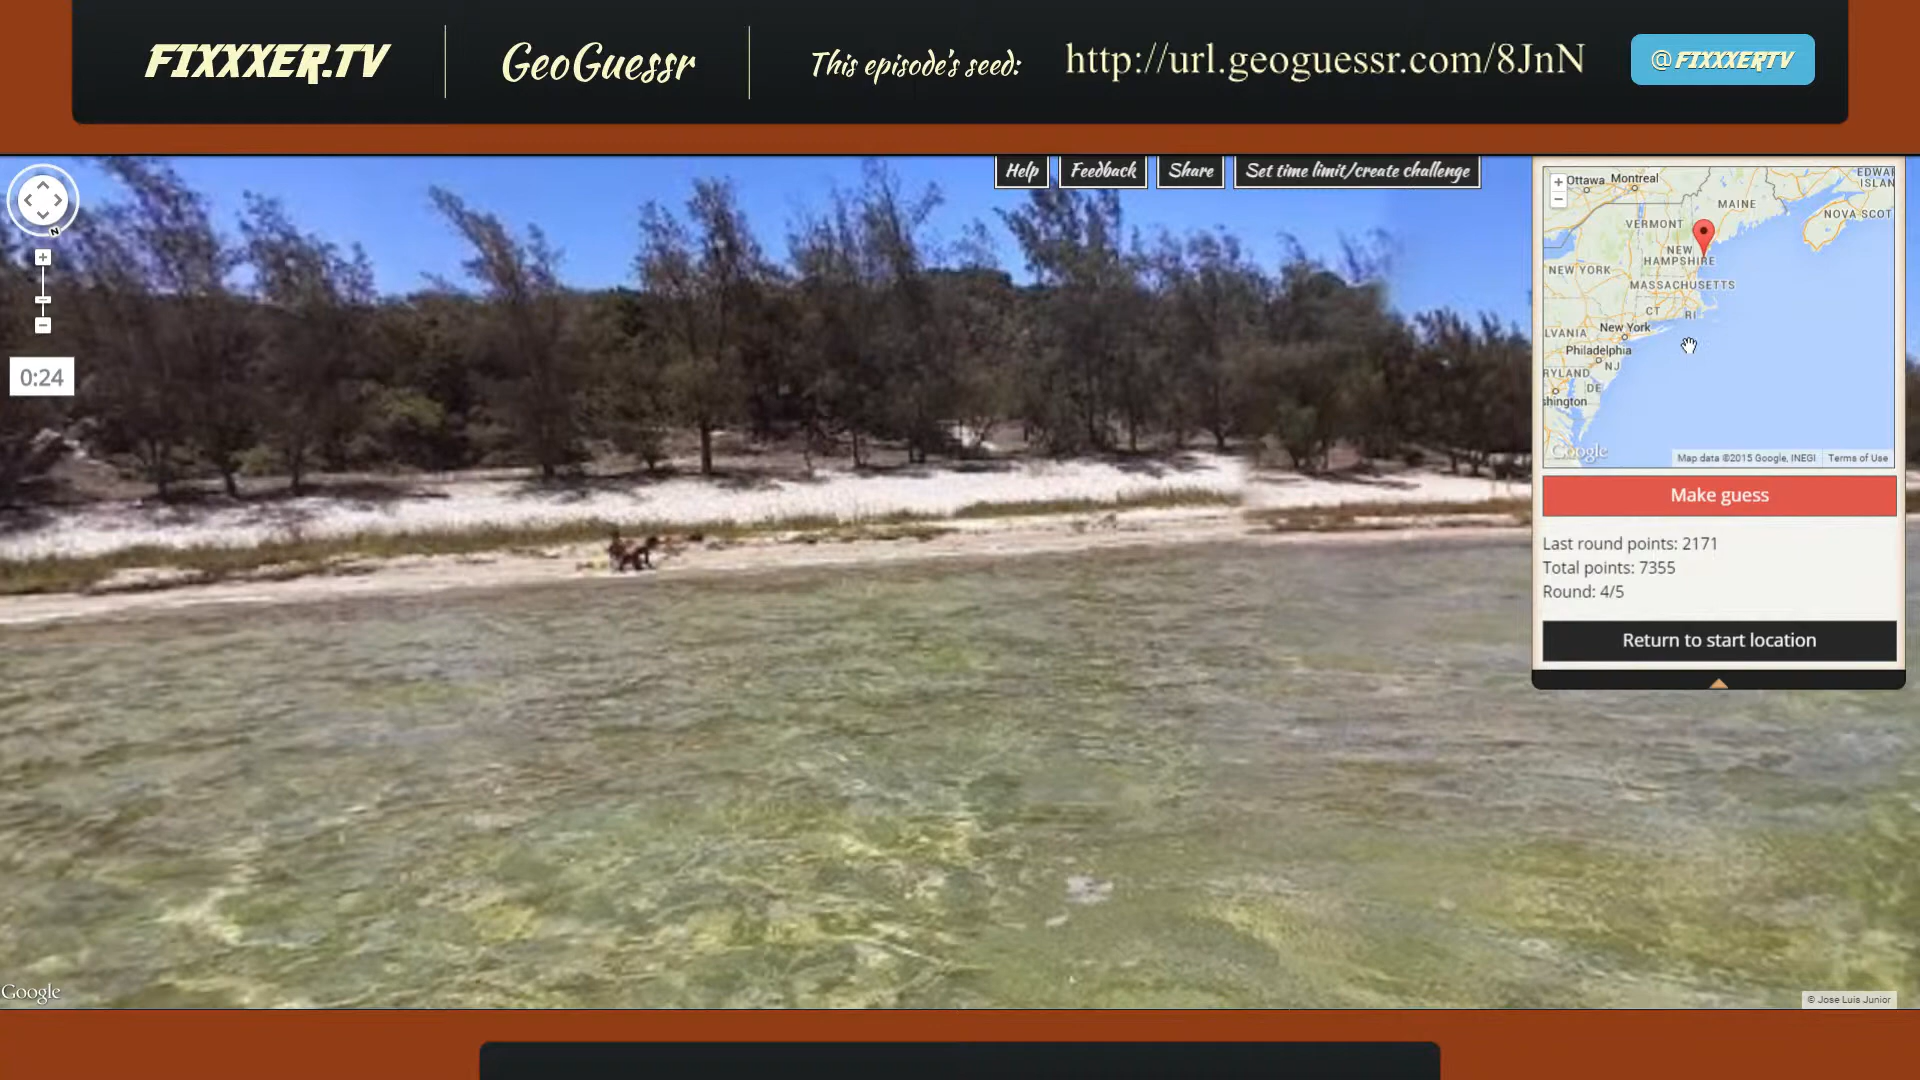 FIXXXER.TV
GeoGuessr
This episode's seed:
http://url.geoguessr.com/8JnN
@FIXXXERTV
Help
Feedback
Share
Set time limit/create challenge
N
+
-
0:24
+
-
Ottawa
Montreal
EDWAR
ISLAN
MAINE
NOVA SCOT
VERMONT
NEW
HAMPSHIRE
NEW YORK
MASSACHUSETTS
CT
RI
LVANIA
New York
Philadelphia
NJ
RYLAND
DE
shington
Google
Map data ©2015 Google, INEGI
Terms of Use
Make guess
Last round points: 2171
Total points: 7355
Round: 4/5
Return to start location
Google
© Jose Luis Junior